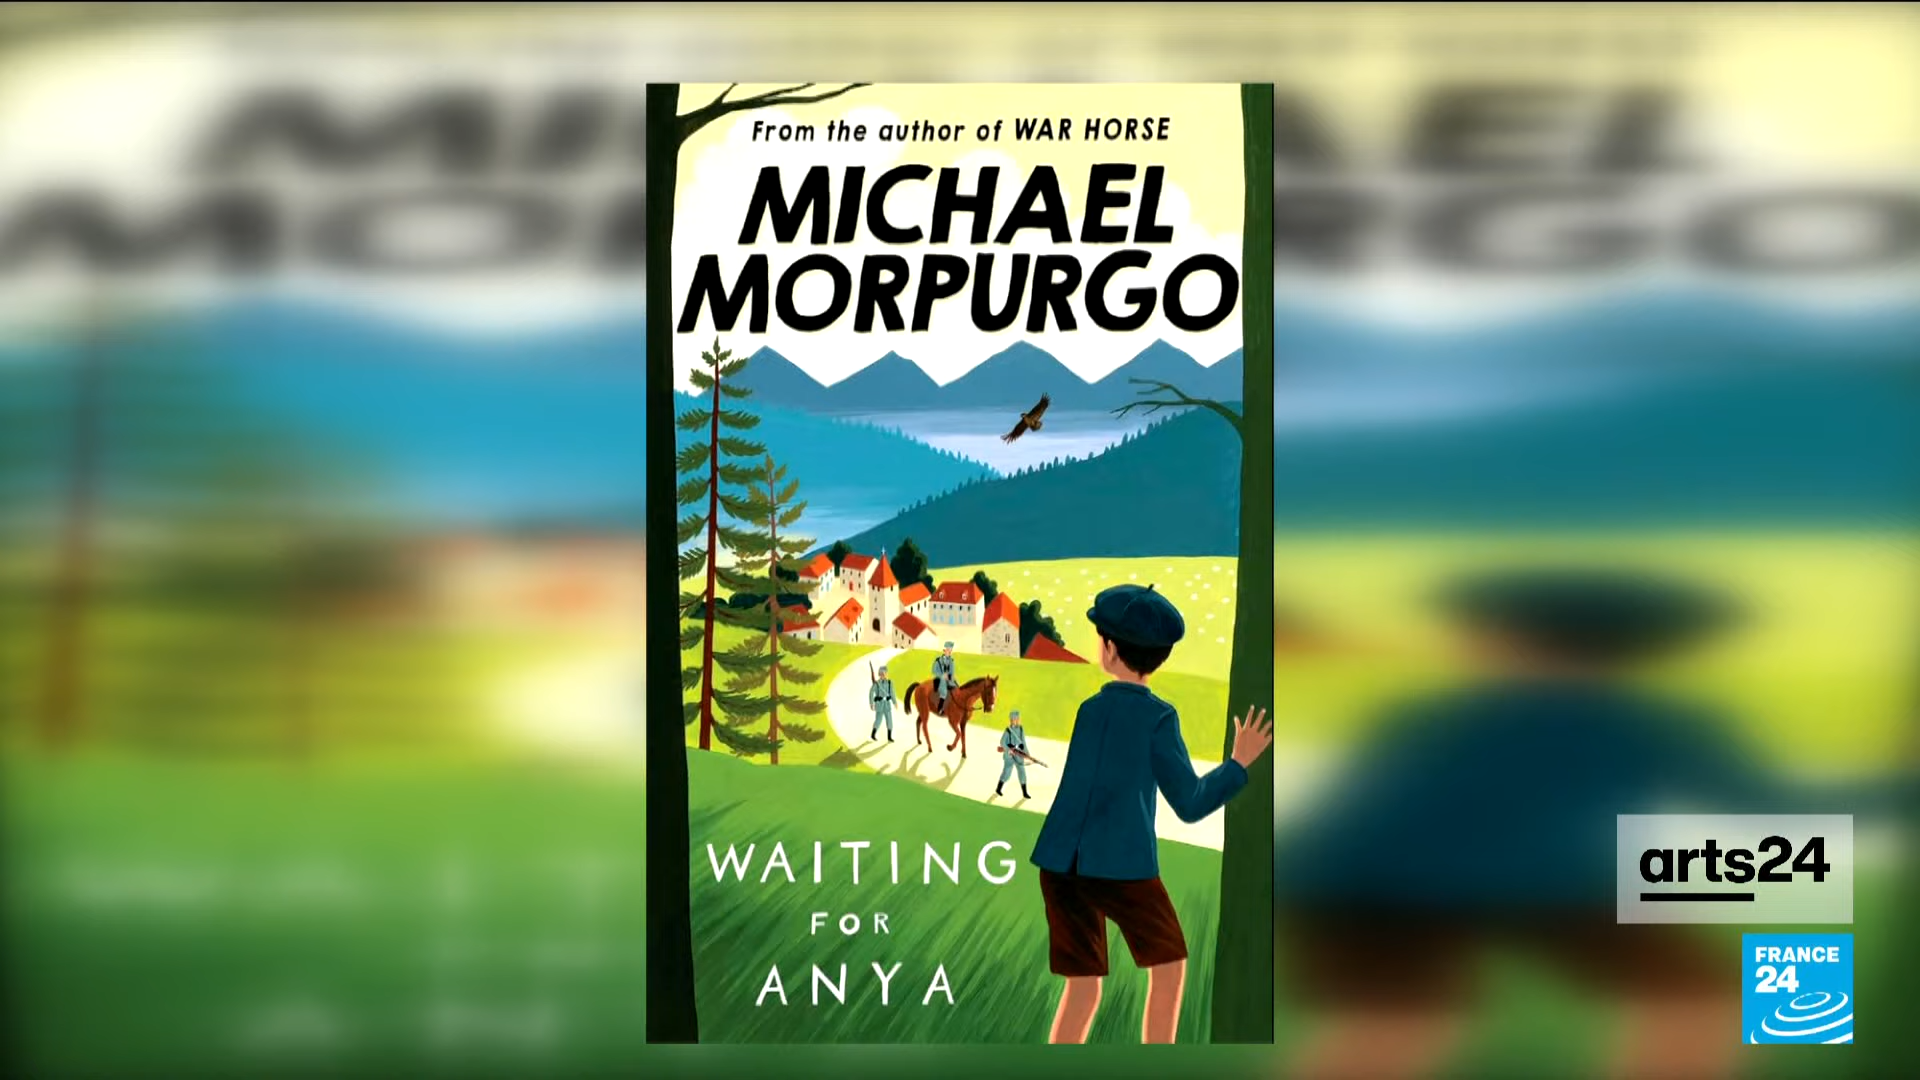 From the author of WAR HORSE
MICHAEL
MORPURGO
WAITING
FOR
ANYA
arts24
FRANCE
24